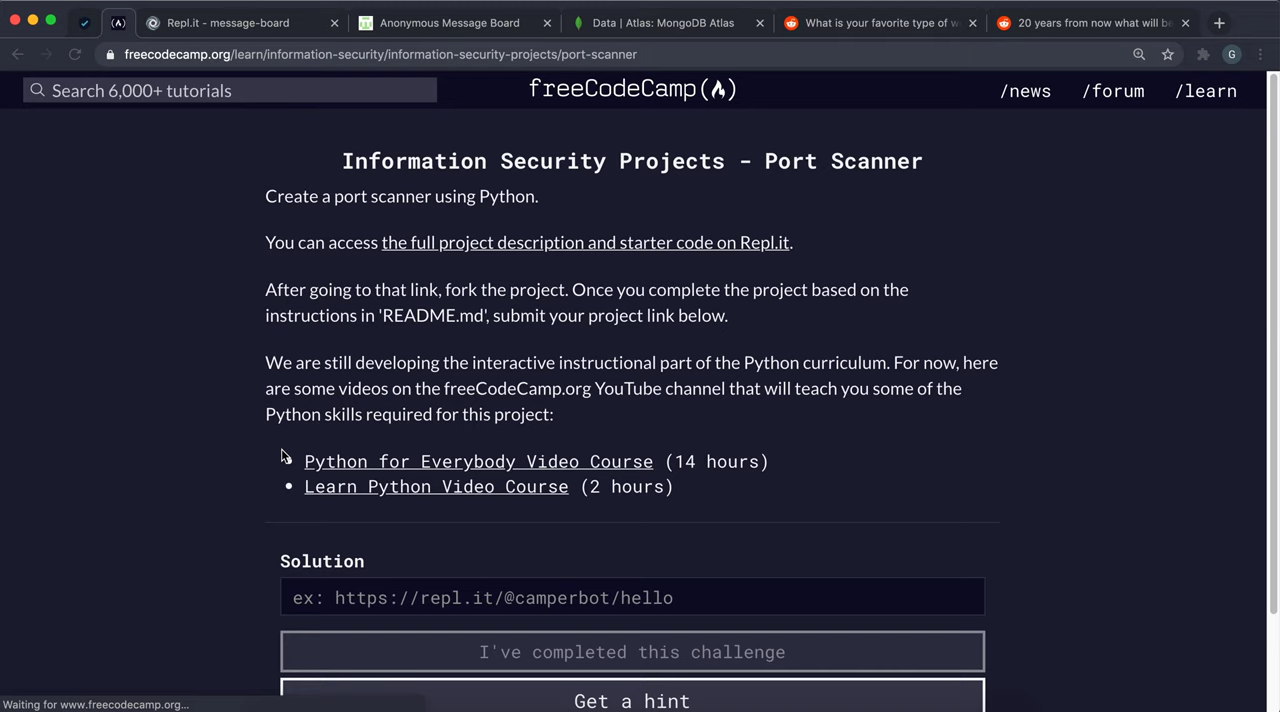 Repl.it - message-board
Anonymous Message Board
Data | Atlas: MongoDB Atlas
What is your favorite type of w
20 years from now what will be
freecodecamp.org/learn/information-security/information-security-projects/port-scanner
G
Search 6,000+ tutorials
freeCodeCamp(🔥)
/news
/forum
/learn
Information Security Projects - Port Scanner
Create a port scanner using Python.
You can access the full project description and starter code on Repl.it.
After going to that link, fork the project. Once you complete the project based on the
instructions in 'README.md', submit your project link below.
We are still developing the interactive instructional part of the Python curriculum. For now, here
are some videos on the freeCodeCamp.org YouTube channel that will teach you some of the
Python skills required for this project:
Python for Everybody Video Course (14 hours)
Learn Python Video Course (2 hours)
Solution
ex: https://repl.it/@camperbot/hello
I've completed this challenge
Get a hint
Waiting for www.freecodecamp.org...